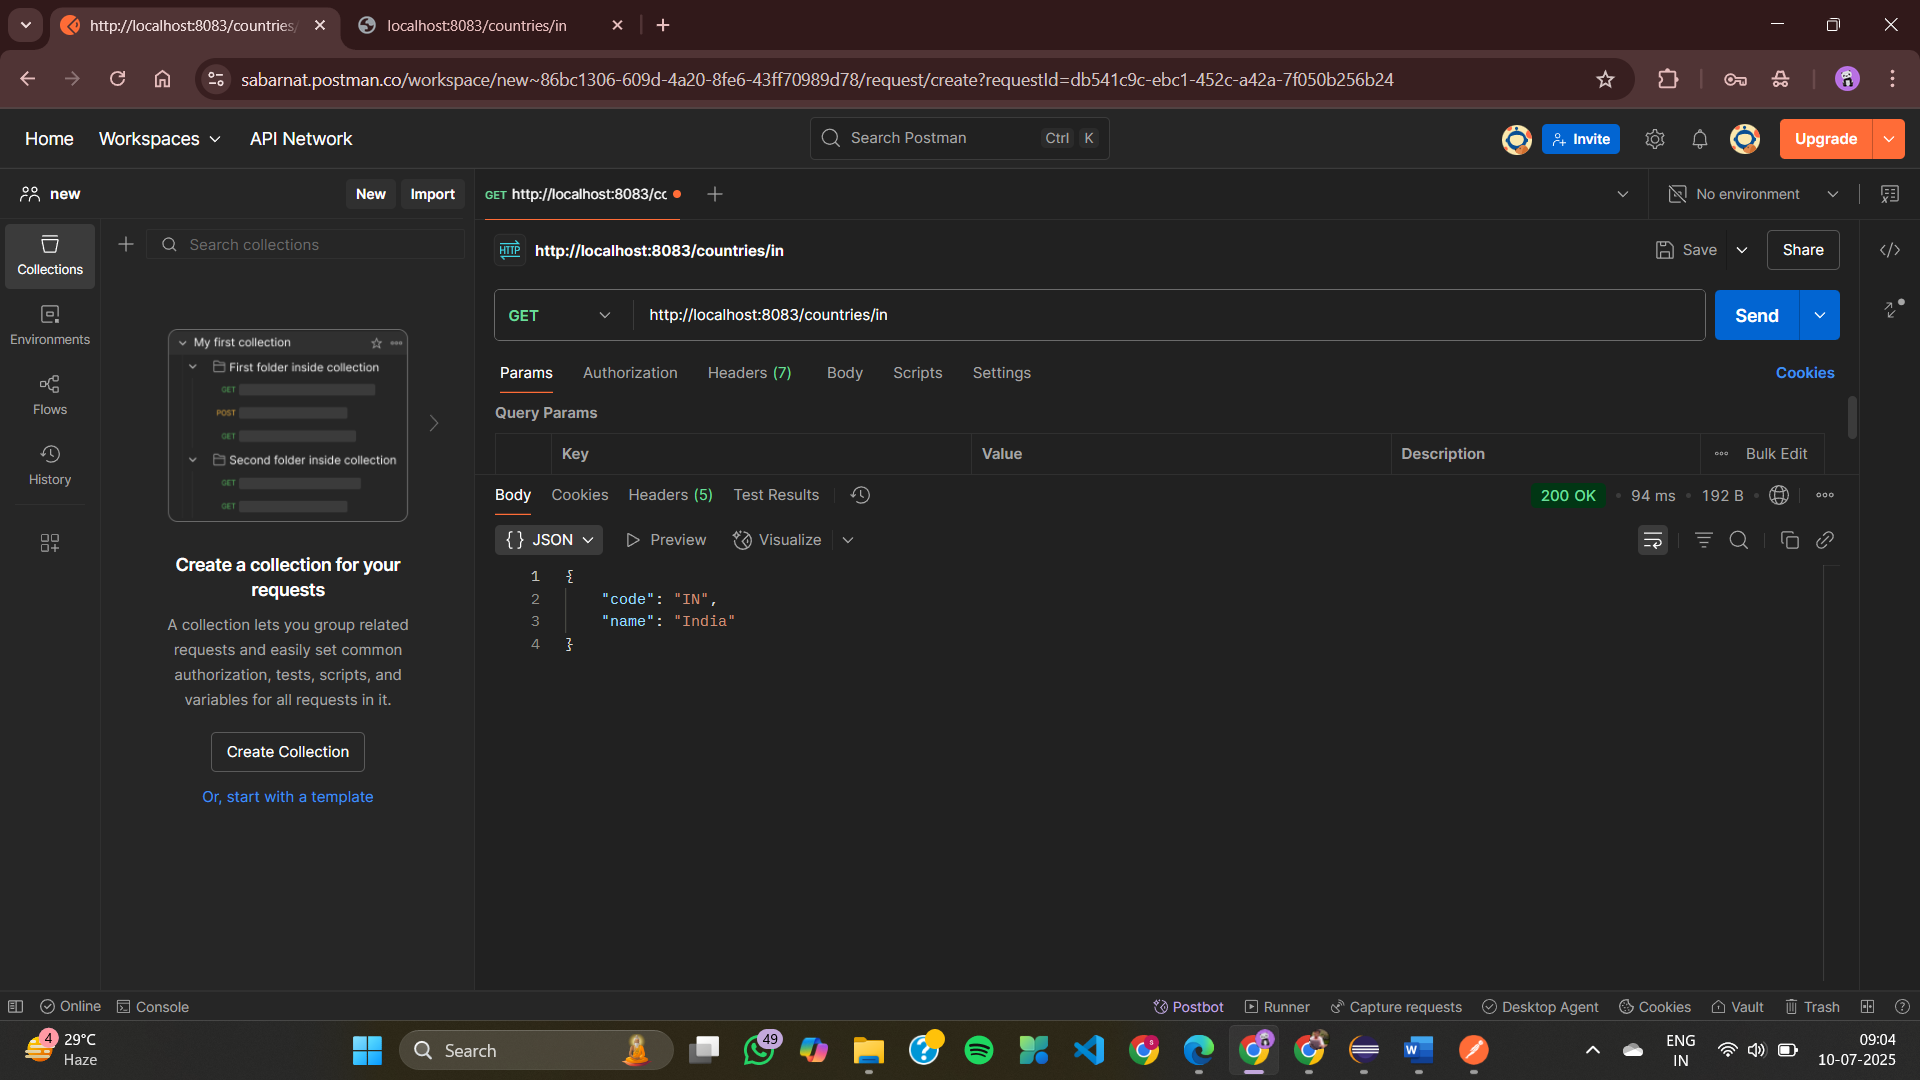 http://localhost:8083/countries/
localhost:8083/countries/in
sabarnat.postman.co/workspace/new~86bc1306-609d-4a20-8fe6-43ff70989d78/request/create?requestId=db541c9c-ebc1-452c-a42a-7f050b256b24
Home Workspaces API Network
Search Postman Ctrl K
Invite
Upgrade
new
New Import
GET http://localhost:8083/cc
No environment
Collections
Search collections
HTTP http://localhost:8083/countries/in
Save
Share
Environments
GET http://localhost:8083/countries/in
Send
My first collection
First folder inside collection
GET
POST
GET
Second folder inside collection
GET
GET
Flows
History
Params Authorization Headers (7) Body Scripts Settings Cookies
Query Params
Key Value Description Bulk Edit
Body Cookies Headers (5) Test Results
200 OK • 94 ms • 192 B •
{} JSON Preview Visualize
1 {
2 "code": "IN",
3 "name": "India"
4 }
Create a collection for your
requests
A collection lets you group related
requests and easily set common
authorization, tests, scripts, and
variables for all requests in it.
Create Collection
Or, start with a template
Online Console
Postbot Runner Capture requests Desktop Agent Cookies Vault Trash
4
29°C
Haze
Search
49
S
W
ENG
IN
09:04
10-07-2025